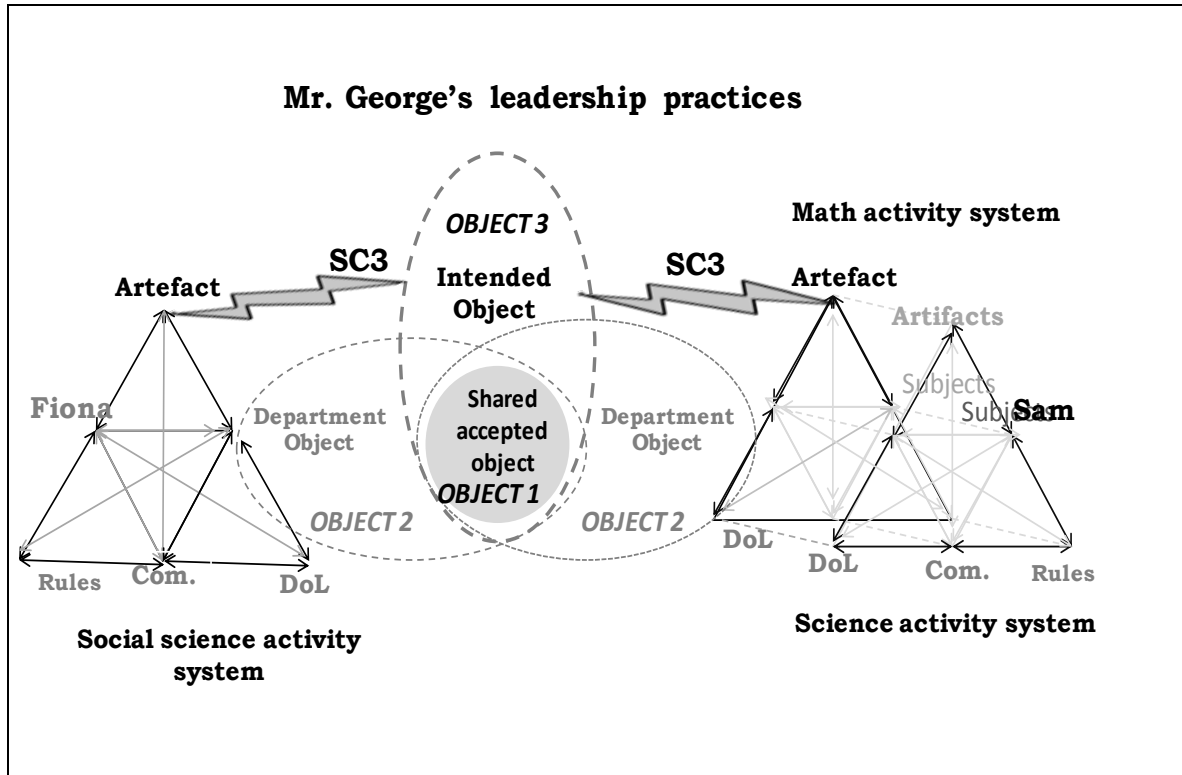 Mr. George's leadership practices
OBJECT 3
Math activity system
SC3
SC3
Intended
Object
Artefact
Artefact
Artifacts
Subjects
Subjects
Sam
Fiona
Department
Object
Shared
accepted
object
OBJECT 1
Department
Object
OBJECT 2
OBJECT 2
DoL
DoL
Com.
Rules
Rules
Com.
DoL
Social science activity
system
Science activity system